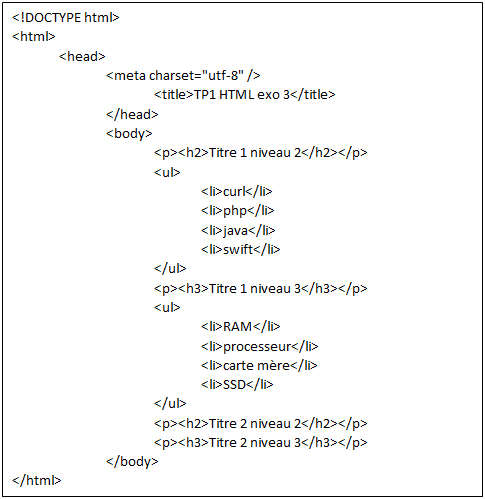 <!DOCTYPE html>
<html>
<head>
<meta charset="utf-8" />
<title>TP1 HTML exo 3</title>
</head>
<body>
<p><h2>Titre 1 niveau 2</h2></p>
<ul>
<li>curl</li>
<li>php</li>
<li>java</li>
<li>swift</li>
</ul>
<p><h3>Titre 1 niveau 3</h3></p>
<ul>
<li>RAM</li>
<li>processeur</li>
<li>carte mère</li>
<li>SSD</li>
</ul>
<p><h2>Titre 2 niveau 2</h2></p>
<p><h3>Titre 2 niveau 3</h3></p>
</body>
</html>